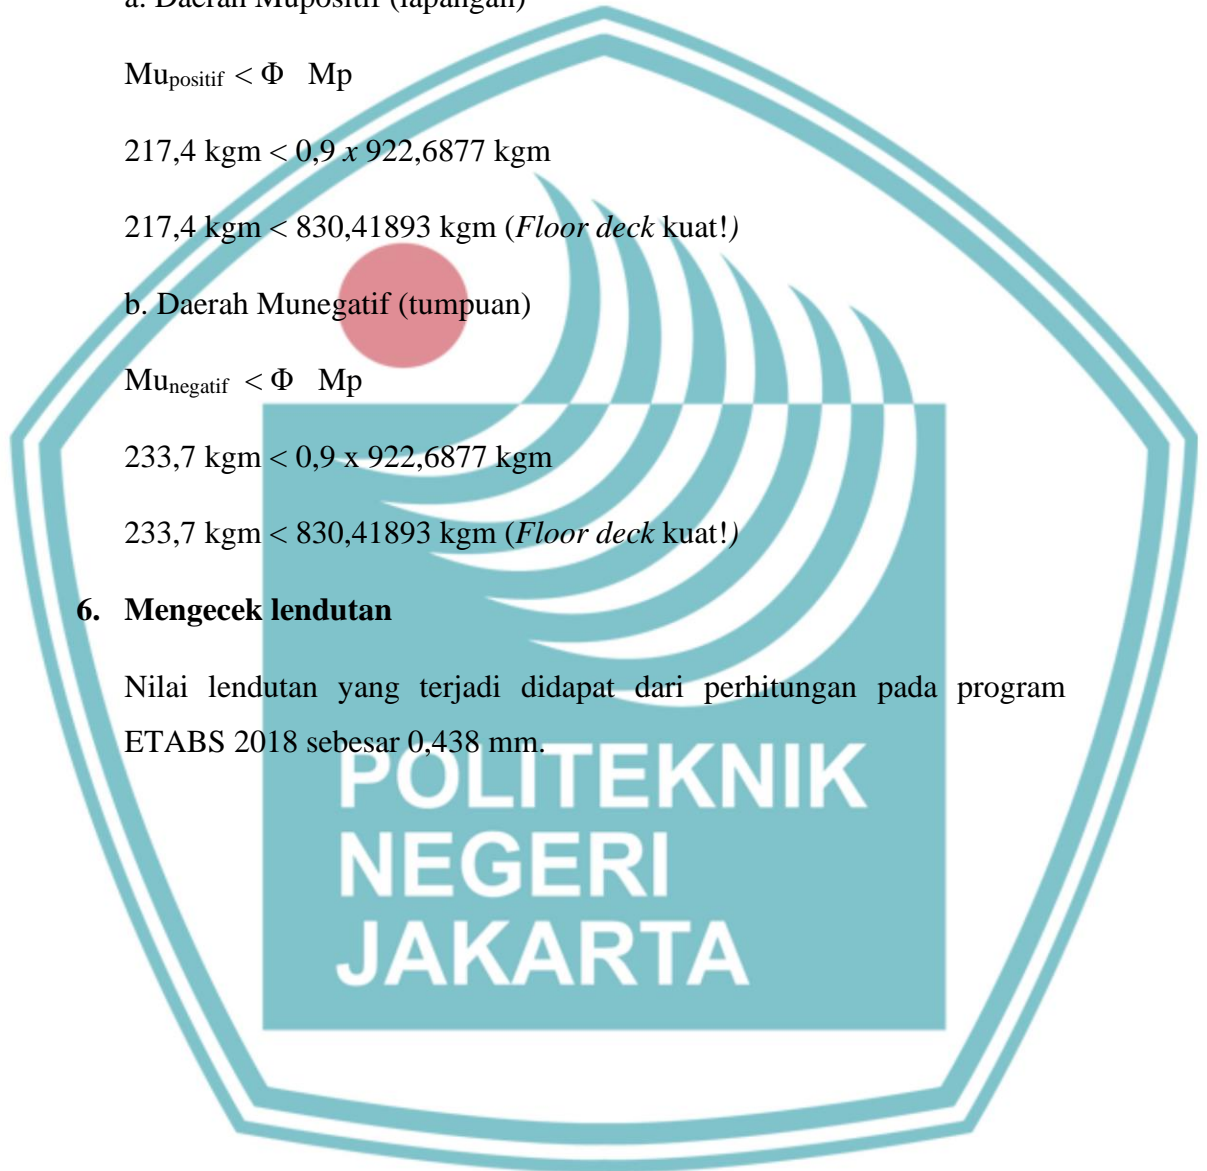 a. Daerah Mupositif (lapangan)
Mupositif < Φ Mp
217,4 kgm < 0,9 x 922,6877 kgm
217,4 kgm < 830,41893 kgm (Floor deck kuat!)
b. Daerah Munegatif (tumpuan)
Munegatif < Φ Mp
233,7 kgm < 0,9 x 922,6877 kgm
233,7 kgm < 830,41893 kgm (Floor deck kuat!)
6. Mengecek lendutan
Nilai lendutan yang terjadi didapat dari perhitungan pada program
ETABS 2018 sebesar 0,438 mm.
POLITEKNIK
NEGERI
JAKARTA